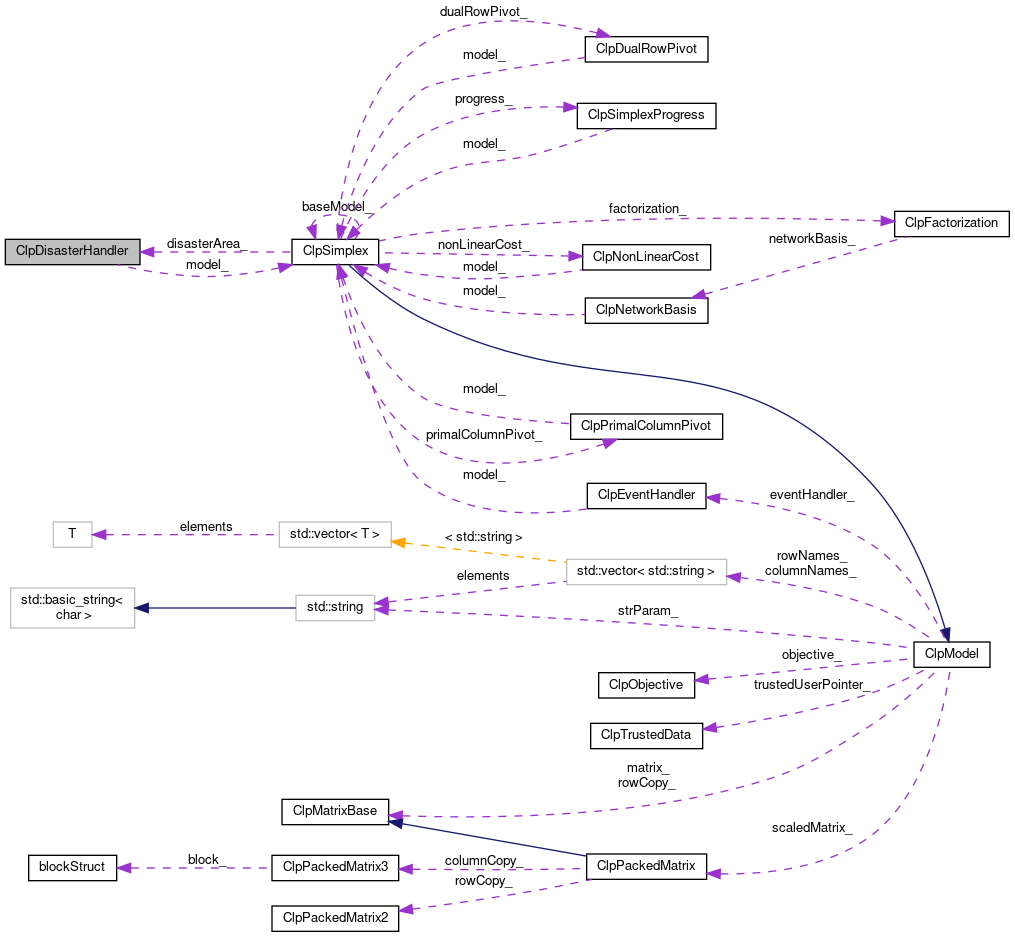 dualRowPivot_
ClpDualRowPivot
model_
progress_
ClpSimplexProgress
model_
baseModel_
factorization_
ClpFactorization
networkBasis_
ClpDisasterHandler
disasterArea_
ClpSimplex
nonLinearCost_
ClpNonLinearCost
model_
model_
model_
ClpNetworkBasis
model_
ClpPrimalColumnPivot
primalColumnPivot_
model_
ClpEventHandler
eventHandler_
T
elements
std::vector< T >
< std::string >
std::vector< std::string >
rowNames_
columnNames_
elements
std::basic_string<
char >
std::string
strParam_
ClpModel
objective_
ClpObjective
trustedUserPointer_
ClpTrustedData
matrix_
rowCopy_
ClpMatrixBase
scaledMatrix_
blockStruct
block_
ClpPackedMatrix3
columnCopy_
ClpPackedMatrix
rowCopy_
ClpPackedMatrix2